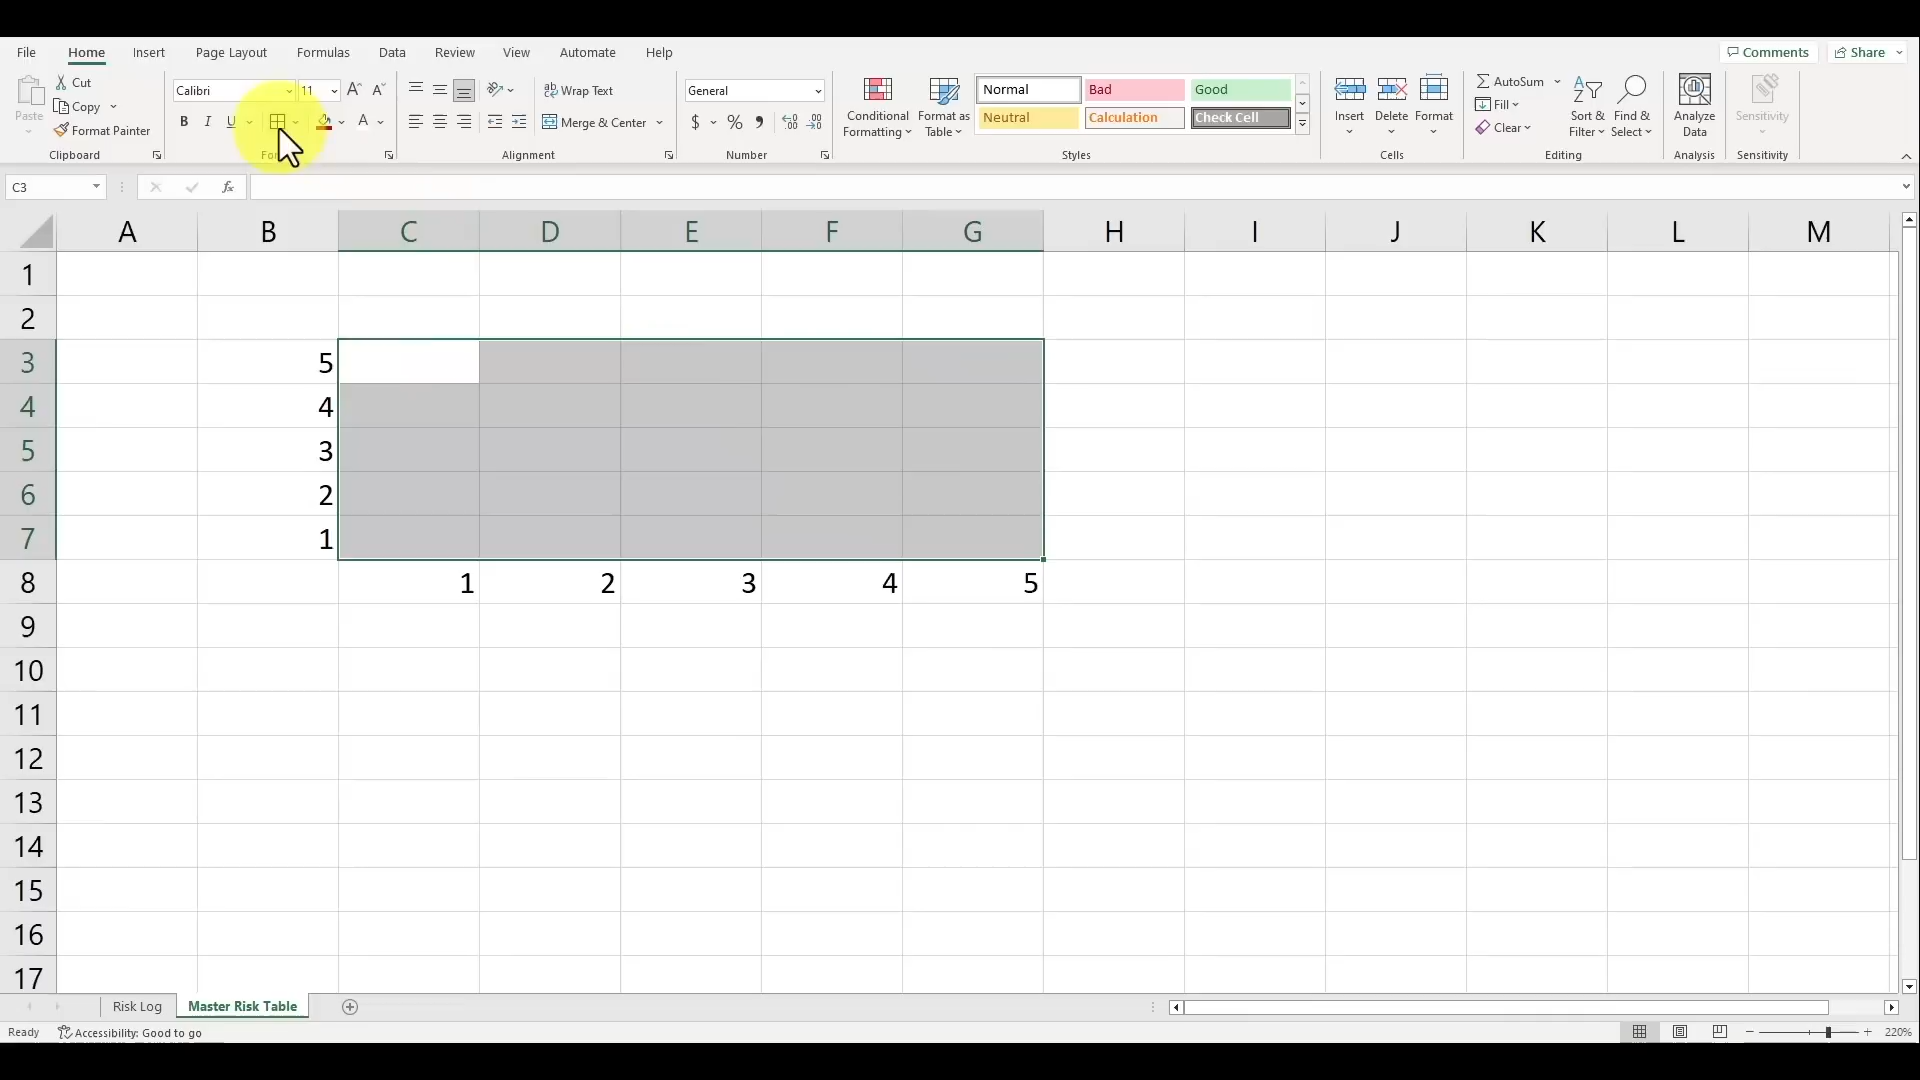 File Home Insert Page Layout Formulas Data Review View Automate Help Comments Share
Paste Cut Copy Format Painter Clipboard
Calibri 11 A A B I U A
ab Wrap Text Merge & Center Alignment
General $ % 9 .00 Number
Conditional Formatting Format as Table Normal Bad Good Neutral Calculation Check Cell Styles
Insert Delete Format Cells
AutoSum Fill Clear Sort & Filter Find & Select Editing
Analyze Data Analysis
Sensitivity Sensitivity
C3 fx
A B C D E F G H I J K L M
1
2
3 5
4 4
5 3
6 2
7 1
8 1 2 3 4 5
9
10
11
12
13
14
15
16
17
Risk Log Master Risk Table
Ready Accessibility: Good to go 220%